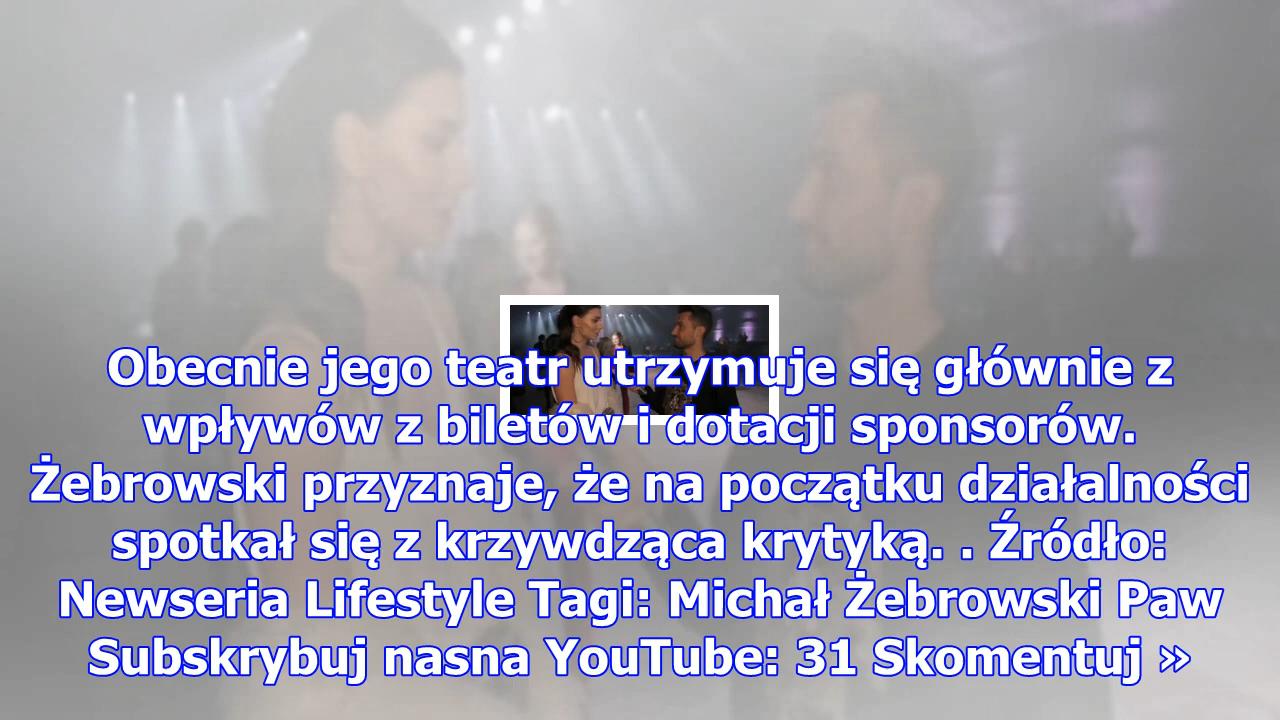 Obecnie jego teatr utrzymuje się głównie z
wpływów z biletów i dotacji sponsorów.
Żebrowski przyznaje, że na początku działalności
spotkał się z krzywdząca krytyką. . Źródło:
Newseria Lifestyle Tagi: Michał Żebrowski Paw
Subskrybuj nasna YouTube: 31 Skomentuj »